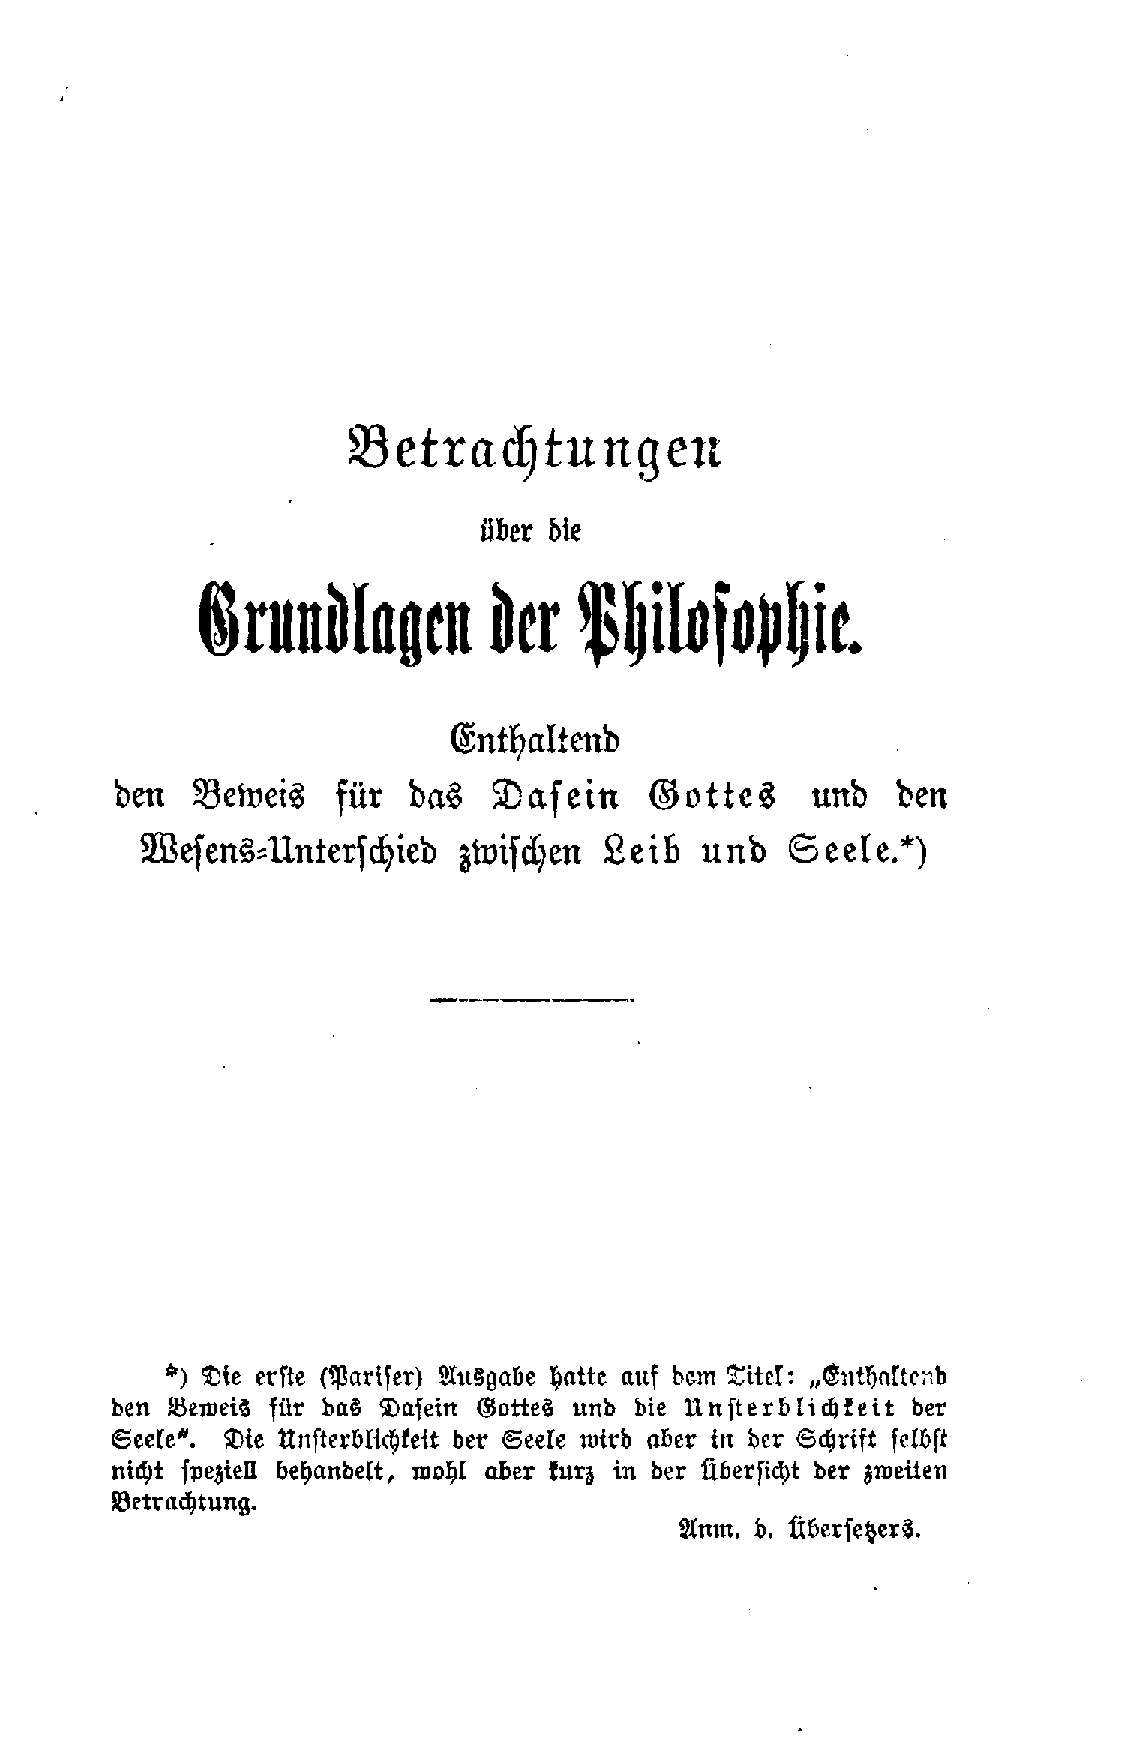 Betrachtungen
über die
Grundlagen der Philosophie.
Enthaltend
den Beweis für das Dasein Gottes und den
Wesens-Unterschied zwischen Leib und Seele.*)
*) Die erste (Pariser) Ausgabe hatte auf dem Titel: „Enthaltend
den Beweis für das Dasein Gottes und die Unsterblichkeit der
Seele“. Die Unsterblichkeit der Seele wird aber in der Schrift selbst
nicht speziell behandelt, wohl aber kurz in der Übersicht der zweiten
Betrachtung.
Anm. d. Übersetzers.